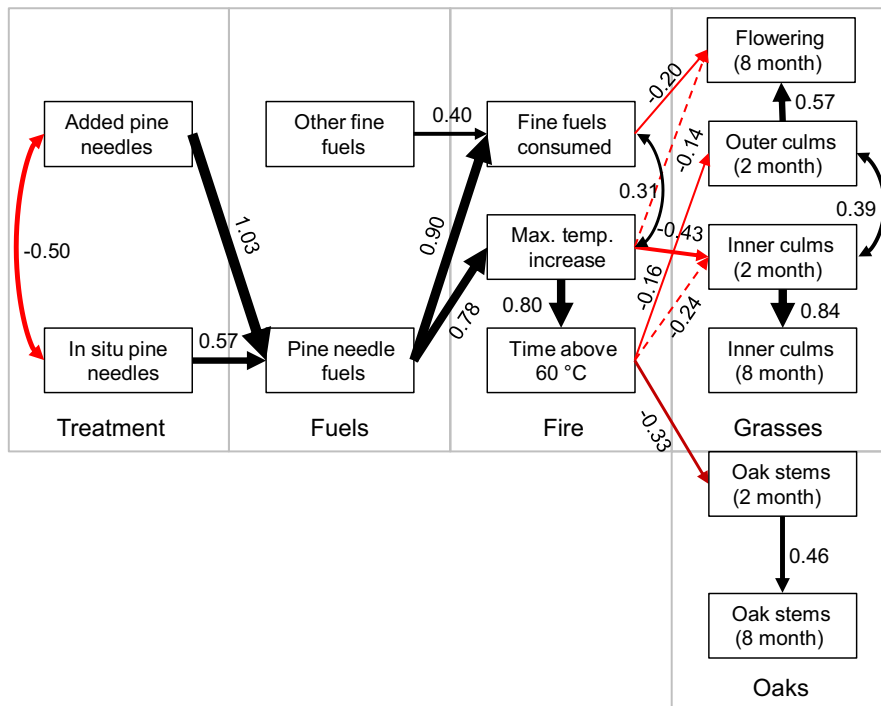 Flowering
(8 month)
-0.20
0.57
Added pine
needles
Other fine
fuels
0.40
Fine fuels
consumed
-0.14
Outer culms
(2 month)
0.31
0.39
1.03
0.90
-0.50
Max. temp.
increase
-0.43
Inner culms
(2 month)
-0.16
0.78
0.80
-0.24
0.84
In situ pine
needles
0.57
Pine needle
fuels
Time above
60 °C
Inner culms
(8 month)
Treatment
Fuels
Fire
Grasses
-0.33
Oak stems
(2 month)
0.46
Oak stems
(8 month)
Oaks